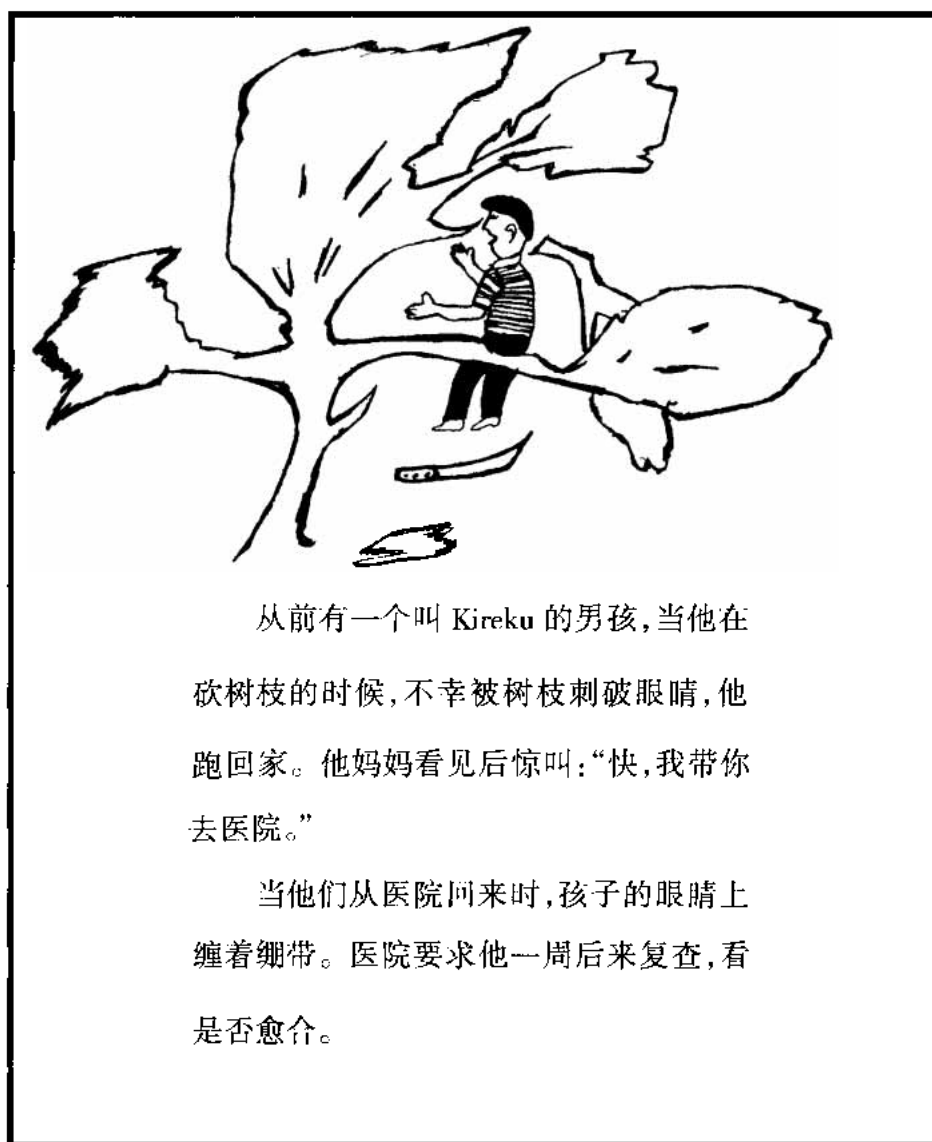 从前有一个叫 Kireku 的男孩,当他在
砍树枝的时候,不幸被树枝刺破眼睛,他
跑回家。他妈妈看见后惊叫:“快,我带你
去医院。”
当他们从医院回来时,孩子的眼睛上
缠着绷带。医院要求他一周后来复查,看
是否愈合。